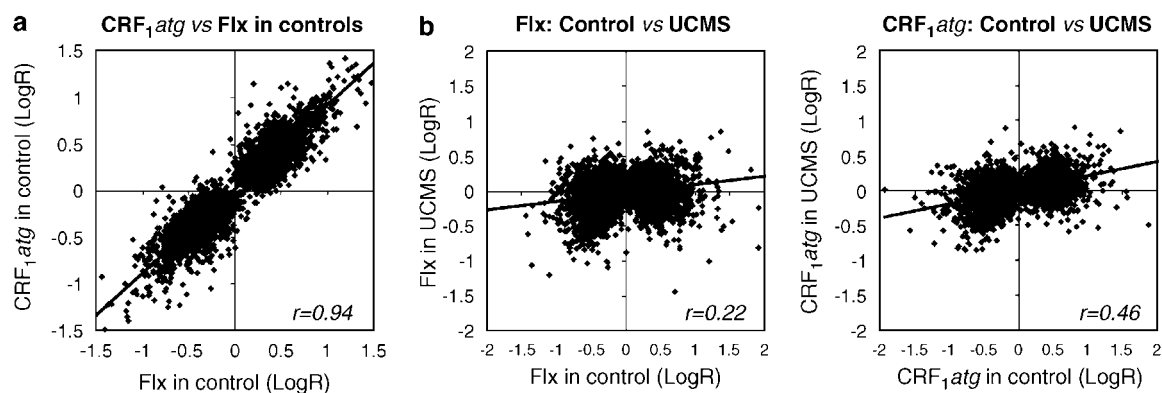 a CRF1atg vs Flx in controls
CRF1atg in control (LogR)
1.5
1
0.5
0
-0.5
-1
-1.5
r=0.94
-1.5 -1 -0.5 0 0.5 1 1.5
Flx in control (LogR)
b Flx: Control vs UCMS
Flx in UCMS (LogR)
2
1.5
1
0.5
0
-0.5
-1
-1.5
-2
r=0.22
-2 -1.5 -1 -0.5 0 0.5 1 1.5 2
Flx in control (LogR)
CRF1atg: Control vs UCMS
CRF1atg in UCMS (LogR)
2
1.5
1
0.5
0
-0.5
-1
-1.5
-2
r=0.46
-2 -1.5 -1 -0.5 0 0.5 1 1.5 2
CRF1atg in control (LogR)